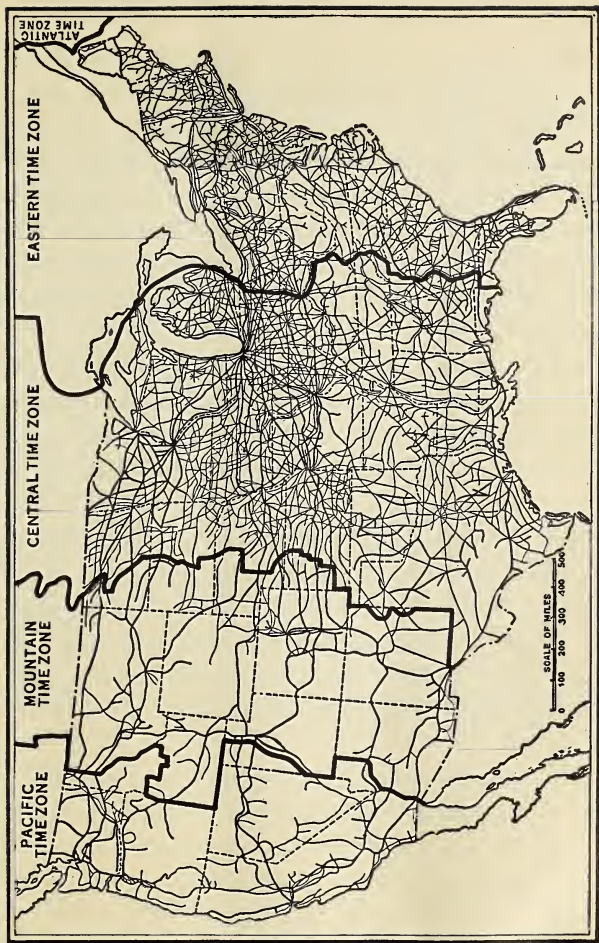 PACIFIC
TIME ZONE
MOUNTAIN
TIME ZONE
CENTRAL TIME ZONE
EASTERN TIME ZONE
ATLANTIC
TIME ZONE
SCALE OF MILES
0 100 200 300 400 500